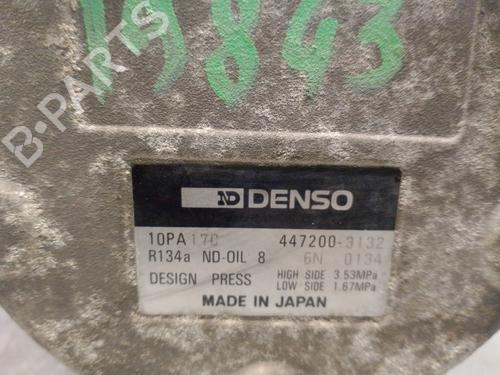 19843
B-PARTS
ND DENSO
10PA17C 447200-3132
R134a ND-OIL 8 6N 0134
DESIGN PRESS HIGH SIDE 3.53MPa
LOW SIDE 1.67MPa
MADE IN JAPAN